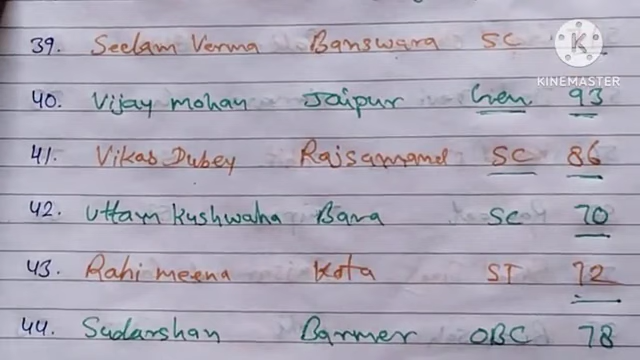 39. Seelam Verma Banswara SC
KINEMASTER
40. Vijay mohan Jaipur Gen 93
41. Vikas Dubey Rajsamand SC 86
42. Uttam Kushwaha Bara SC 70
43. Rahi meena Kota ST 72
44. Sudarshan Barmer OBC 78